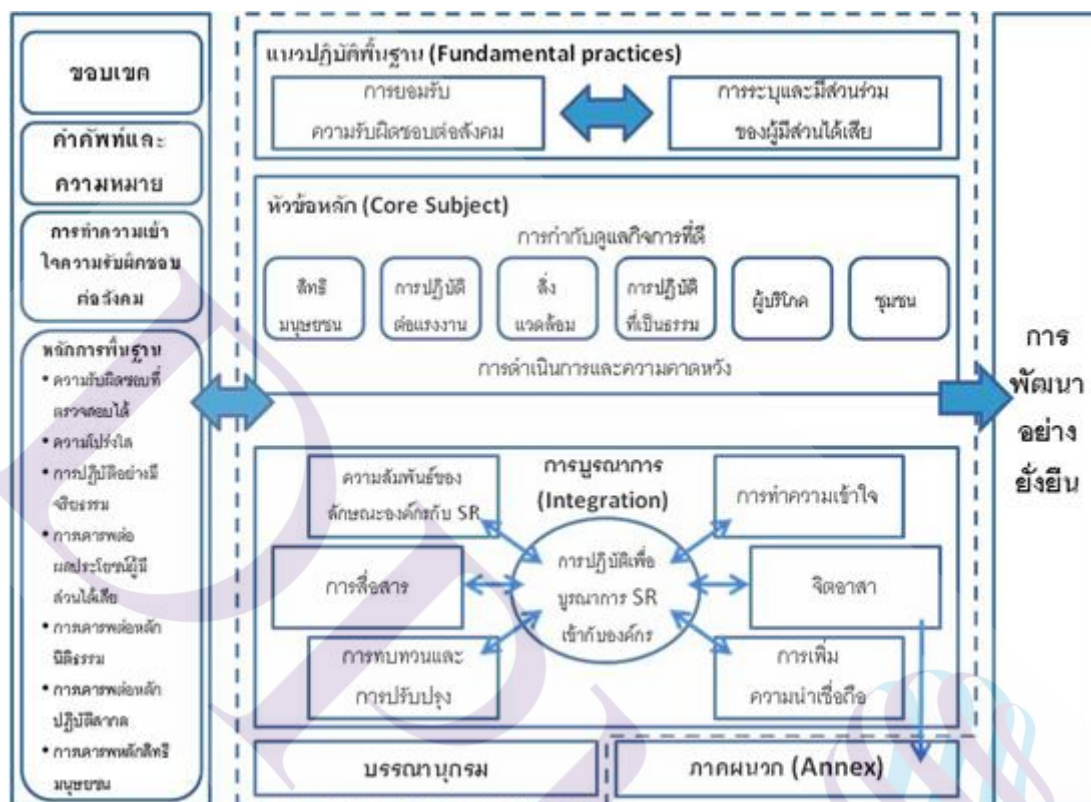 ขอบเขต
คำศัพท์และ
ความหมาย
การทำความเข้า
ใจความรับผิดชอบ
ต่อสังคม
หลักการพื้นฐาน
• ความรับผิดชอบที่
ตรวจสอบได้
• ความโปร่งใส
• การปฏิบัติอย่างมี
จริยธรรม
• การเคารพต่อ
ผลประโยชน์ผู้มี
ส่วนได้เสีย
• การเคารพต่อหลัก
นิติธรรม
• การเคารพต่อหลัก
ปฏิบัติสากล
• การเคารพหลักสิทธิ
มนุษยชน
แนวปฏิบัติพื้นฐาน (Fundamental practices)
การยอมรับ
ความรับผิดชอบต่อสังคม
การระบุและมีส่วนร่วม
ของผู้มีส่วนได้เสีย
หัวข้อหลัก (Core Subject)
การกำกับดูแลกิจการที่ดี
สิทธิ
มนุษยชน
การปฏิบัติ
ต่อแรงงาน
สิ่ง
แวดล้อม
การปฏิบัติ
ที่เป็นธรรม
ผู้บริโภค
ชุมชน
การดำเนินการและความคาดหวัง
การบูรณาการ
(Integration)
ความสัมพันธ์ของ
ลักษณะองค์กรกับ SR
การสื่อสาร
การทบทวนและ
การปรับปรุง
การปฏิบัติเพื่อ
บูรณาการ SR
เข้ากับองค์กร
การทำความเข้าใจ
จิตอาสา
การเพิ่ม
ความน่าเชื่อถือ
บรรณานุกรม
ภาคผนวก (Annex)
การ
พัฒนา
อย่าง
ยั่งยืน